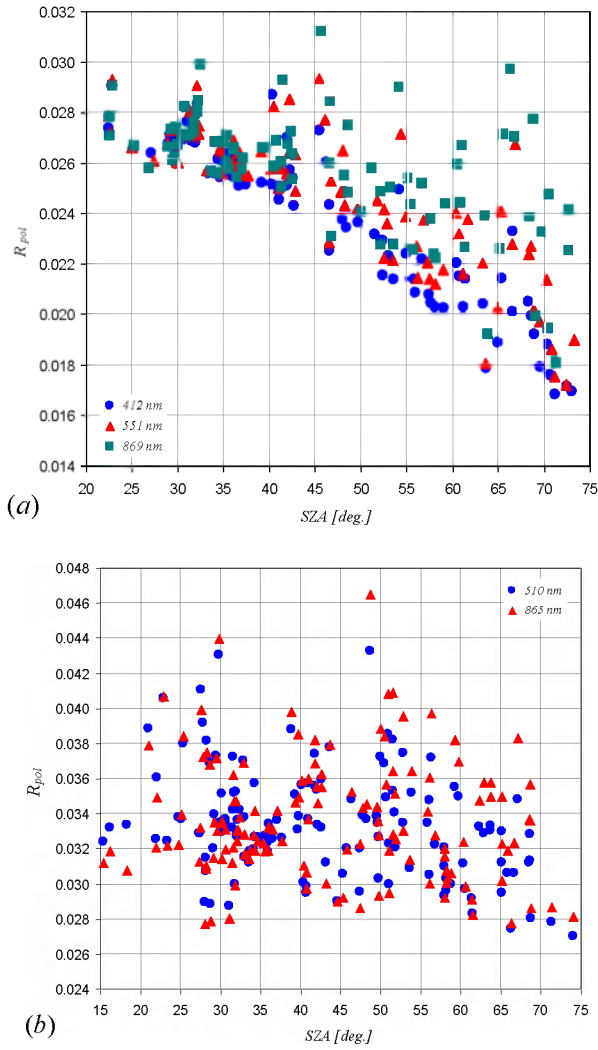 0.032
0.030
0.028
0.026
0.024
0.022
0.020
0.018
0.016
0.014
R pol
412 nm
551 nm
869 nm
20 25 30 35 40 45 50 55 60 65 70 75
SZA [deg.]
(a)
0.048
0.046
0.044
0.042
0.040
0.038
0.036
0.034
0.032
0.030
0.028
0.026
0.024
R pol
510 nm
865 nm
15 20 25 30 35 40 45 50 55 60 65 70 75
SZA [deg.]
(b)